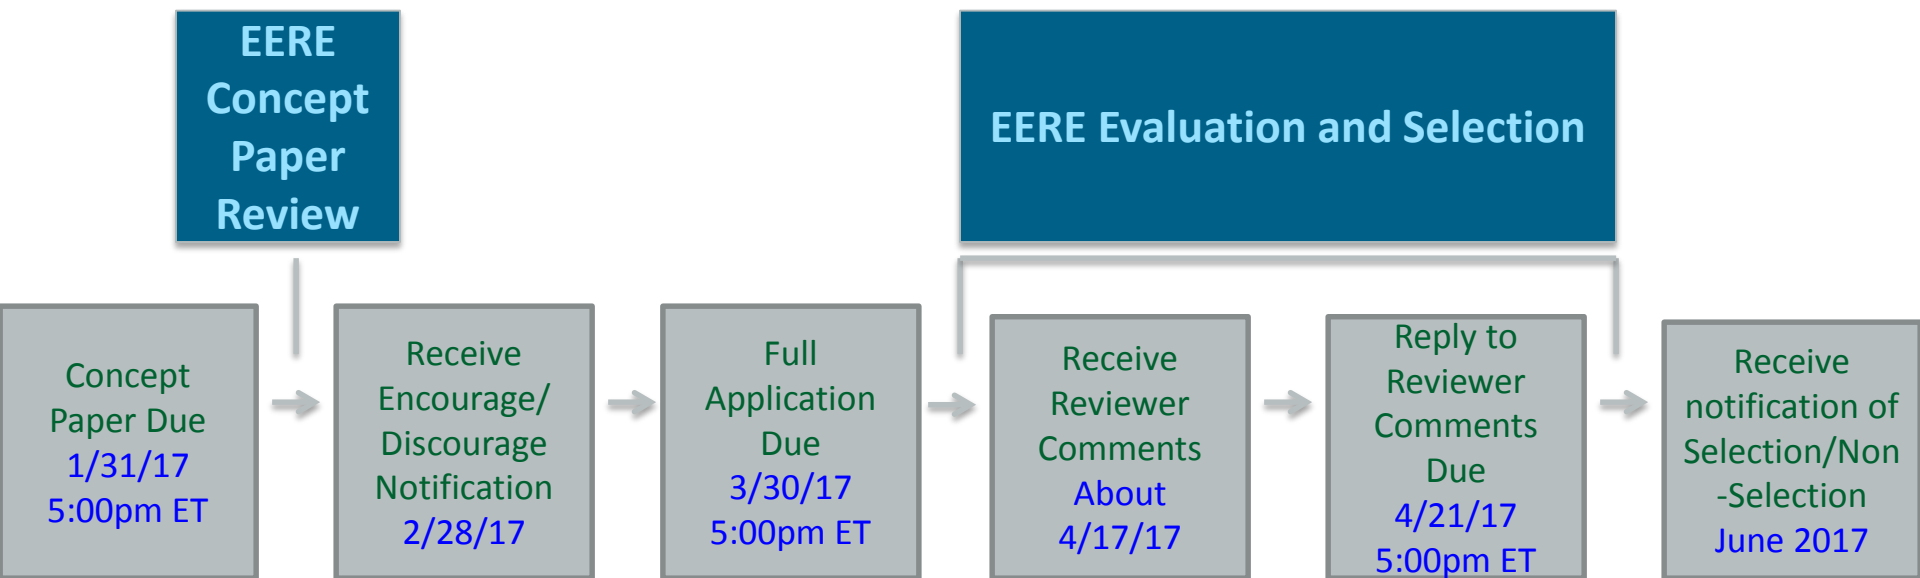 EERE
Concept
Paper
Review
EERE Evaluation and Selection
Concept
Paper Due
1/31/17
5:00pm ET
Receive
Encourage/
Discourage
Notification
2/28/17
Full
Application
Due
3/30/17
5:00pm ET
Receive
Reviewer
Comments
About
4/17/17
Reply to
Reviewer
Comments
Due
4/21/17
5:00pm ET
Receive
notification of
Selection/Non
-Selection
June 2017